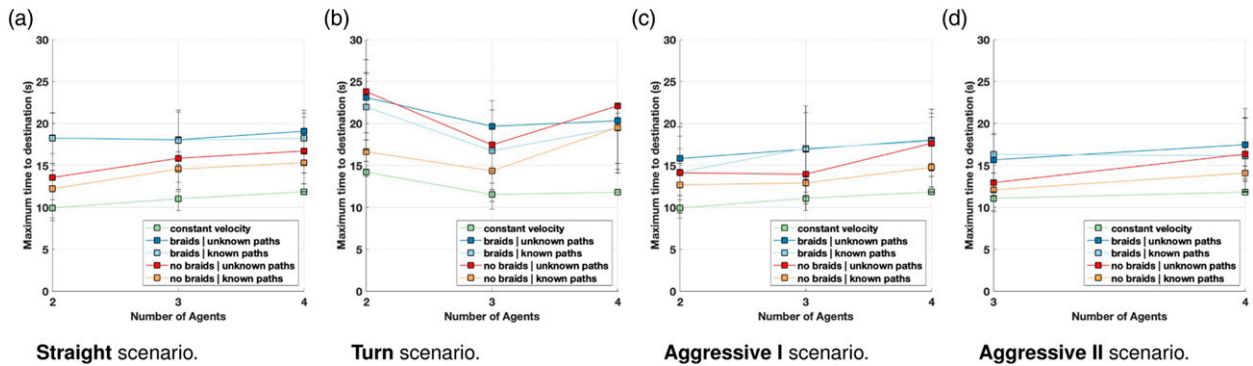 (a)
Maximum time to destination (s)
30
25
20
15
10
5
0
constant velocity
braids | unknown paths
braids | known paths
no braids | unknown paths
no braids | known paths
2
3
4
Number of Agents
Straight scenario.
(b)
Maximum time to destination (s)
30
25
20
15
10
5
0
constant velocity
braids | unknown paths
braids | known paths
no braids | unknown paths
no braids | known paths
2
3
4
Number of Agents
Turn scenario.
(c)
Maximum time to destination (s)
30
25
20
15
10
5
0
constant velocity
braids | unknown paths
braids | known paths
no braids | unknown paths
no braids | known paths
2
3
4
Number of Agents
Aggressive I scenario.
(d)
Maximum time to destination (s)
30
25
20
15
10
5
0
constant velocity
braids | unknown paths
braids | known paths
no braids | unknown paths
no braids | known paths
3
4
Number of Agents
Aggressive II scenario.